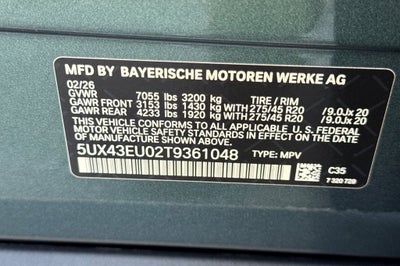 MFD BY BAYERISCHE MOTOREN WERKE AG
02/26
GVWR 7055 lbs 3200 kg TIRE / RIM
GAWR FRONT 3153 lbs 1430 kg WITH 275/45 R20 / 9.0Jx 20
GAWR REAR 4233 lbs 1920 kg WITH 275/45 R20 / 9.0Jx 20
THIS VEHICLE CONFORMS TO ALL APPLICABLE U. S. FEDERAL
MOTOR VEHICLE SAFETY STANDARDS IN EFFECT ON THE DATE
OF MANUFACTURE SHOWN ABOVE.
5UX43EU02T9361048 TYPE: MPV
C35
7 320 729